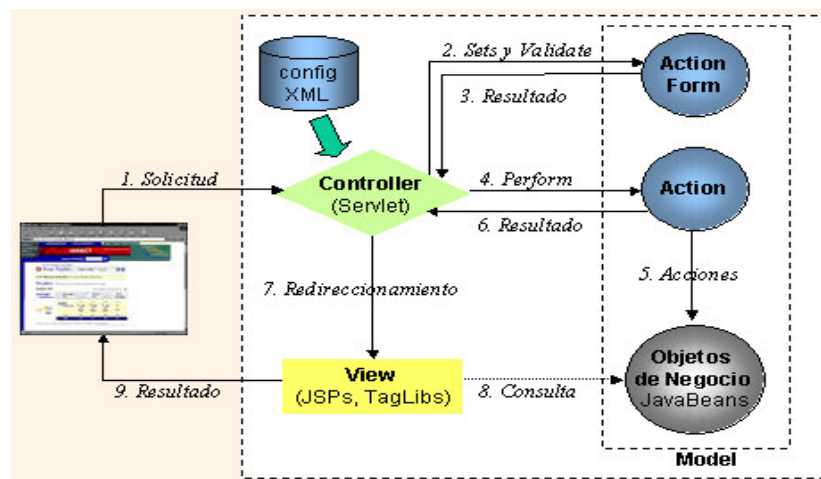 config
XML
2. Sets y Validate
3. Resultado
Action
Form
1. Solicitud
Controller
(Servlet)
4. Perform
6. Resultado
Action
7. Redireccionamiento
5. Acciones
View
(JSPs, TagLibs)
9. Resultado
8. Consulta
Objetos
de Negocio
JavaBeans
Model